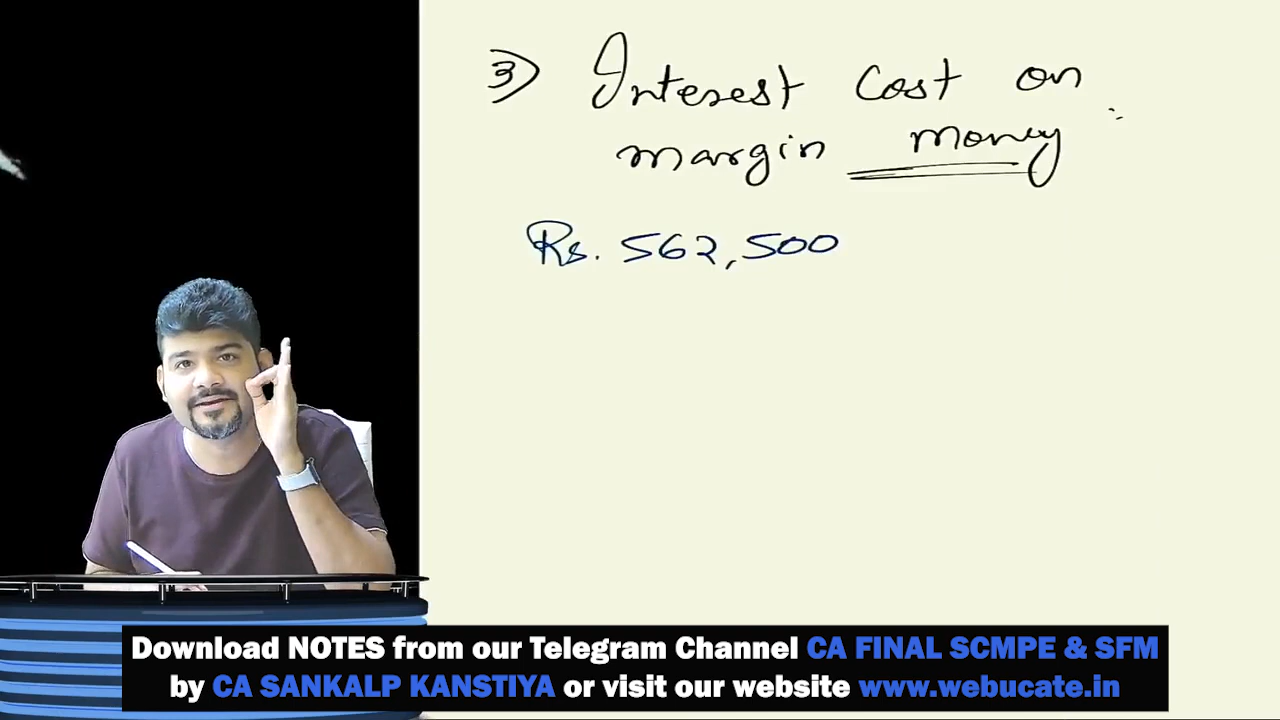 3) Interest cost on
margin money :
Rs. 562,500
Download NOTES from our Telegram Channel CA FINAL SCMPE & SFM
by CA SANKALP KANSTIYA or visit our website www.webucate.in